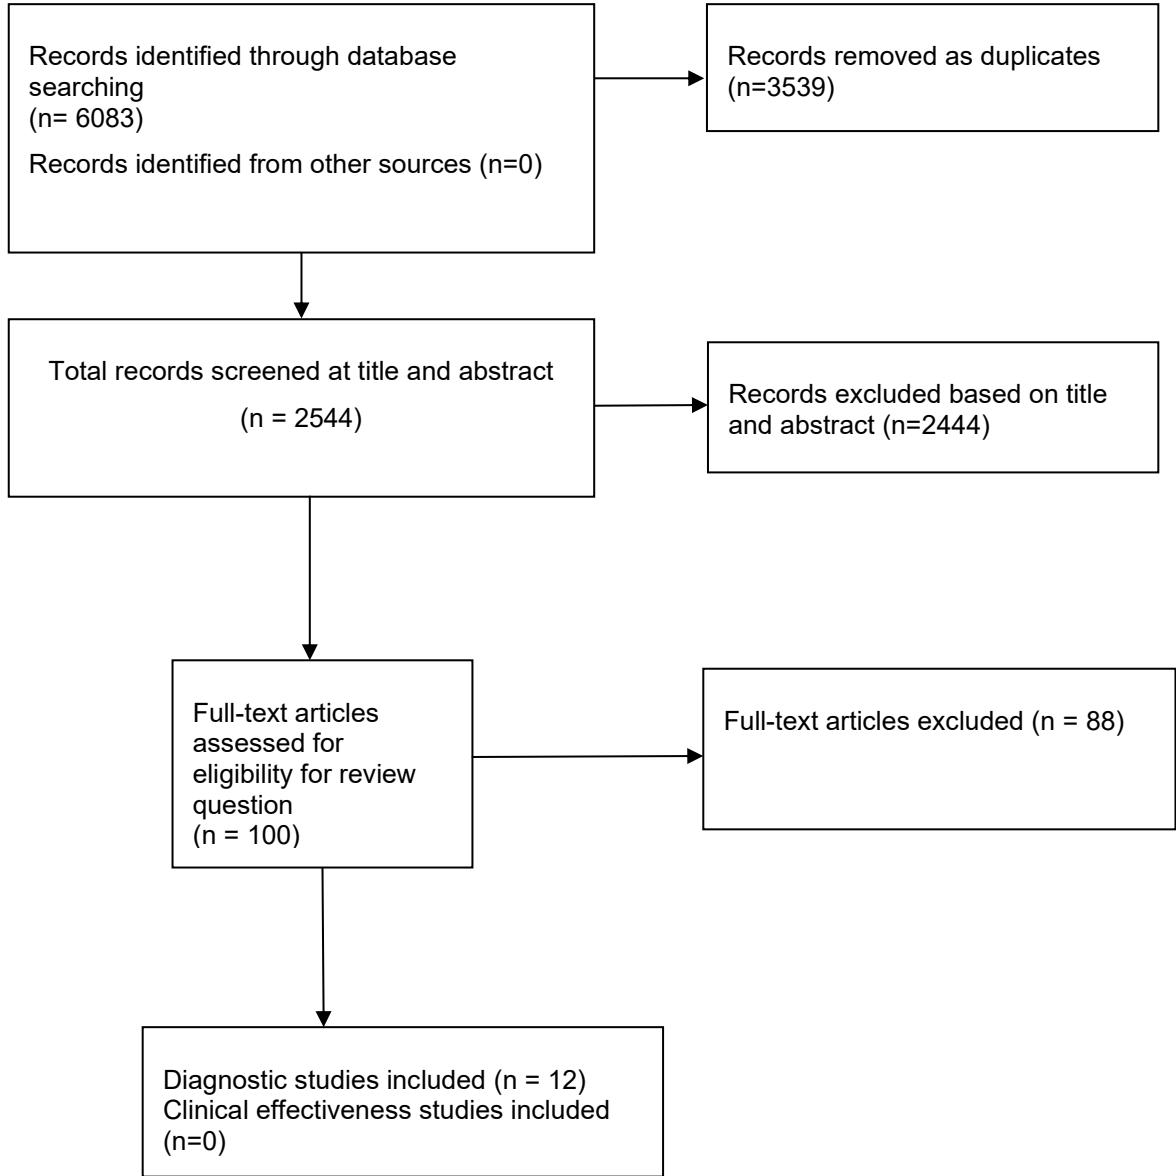 Records identified through database
searching
(n= 6083)
Records identified from other sources (n=0)
Records removed as duplicates
(n=3539)
Total records screened at title and abstract
(n = 2544)
Records excluded based on title
and abstract (n=2444)
Full-text articles
assessed for
eligibility for review
question
(n = 100)
Full-text articles excluded (n = 88)
Diagnostic studies included (n = 12)
Clinical effectiveness studies included
(n=0)